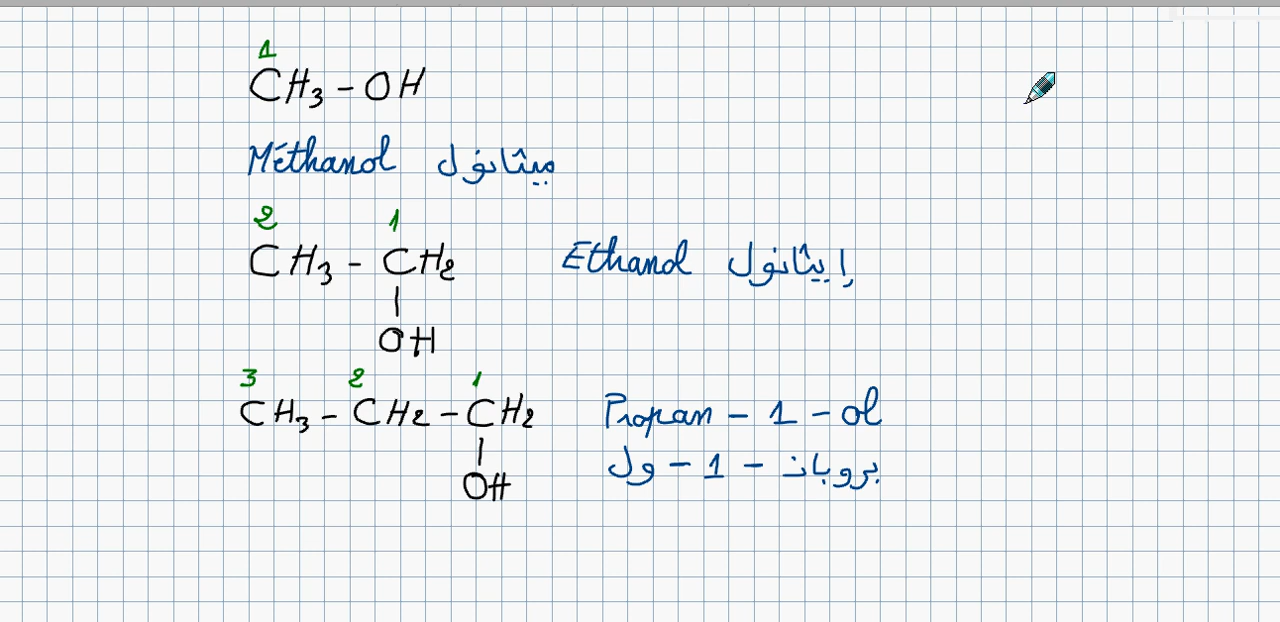 1
CH3 - OH
Méthanol ميثانول
2 1
CH3 - CH2 Ethanol إيثانول
OH
3 2 1
CH3 - CH2 - CH2 Propan - 1 - ol
بروبان - 1 - ول
OH